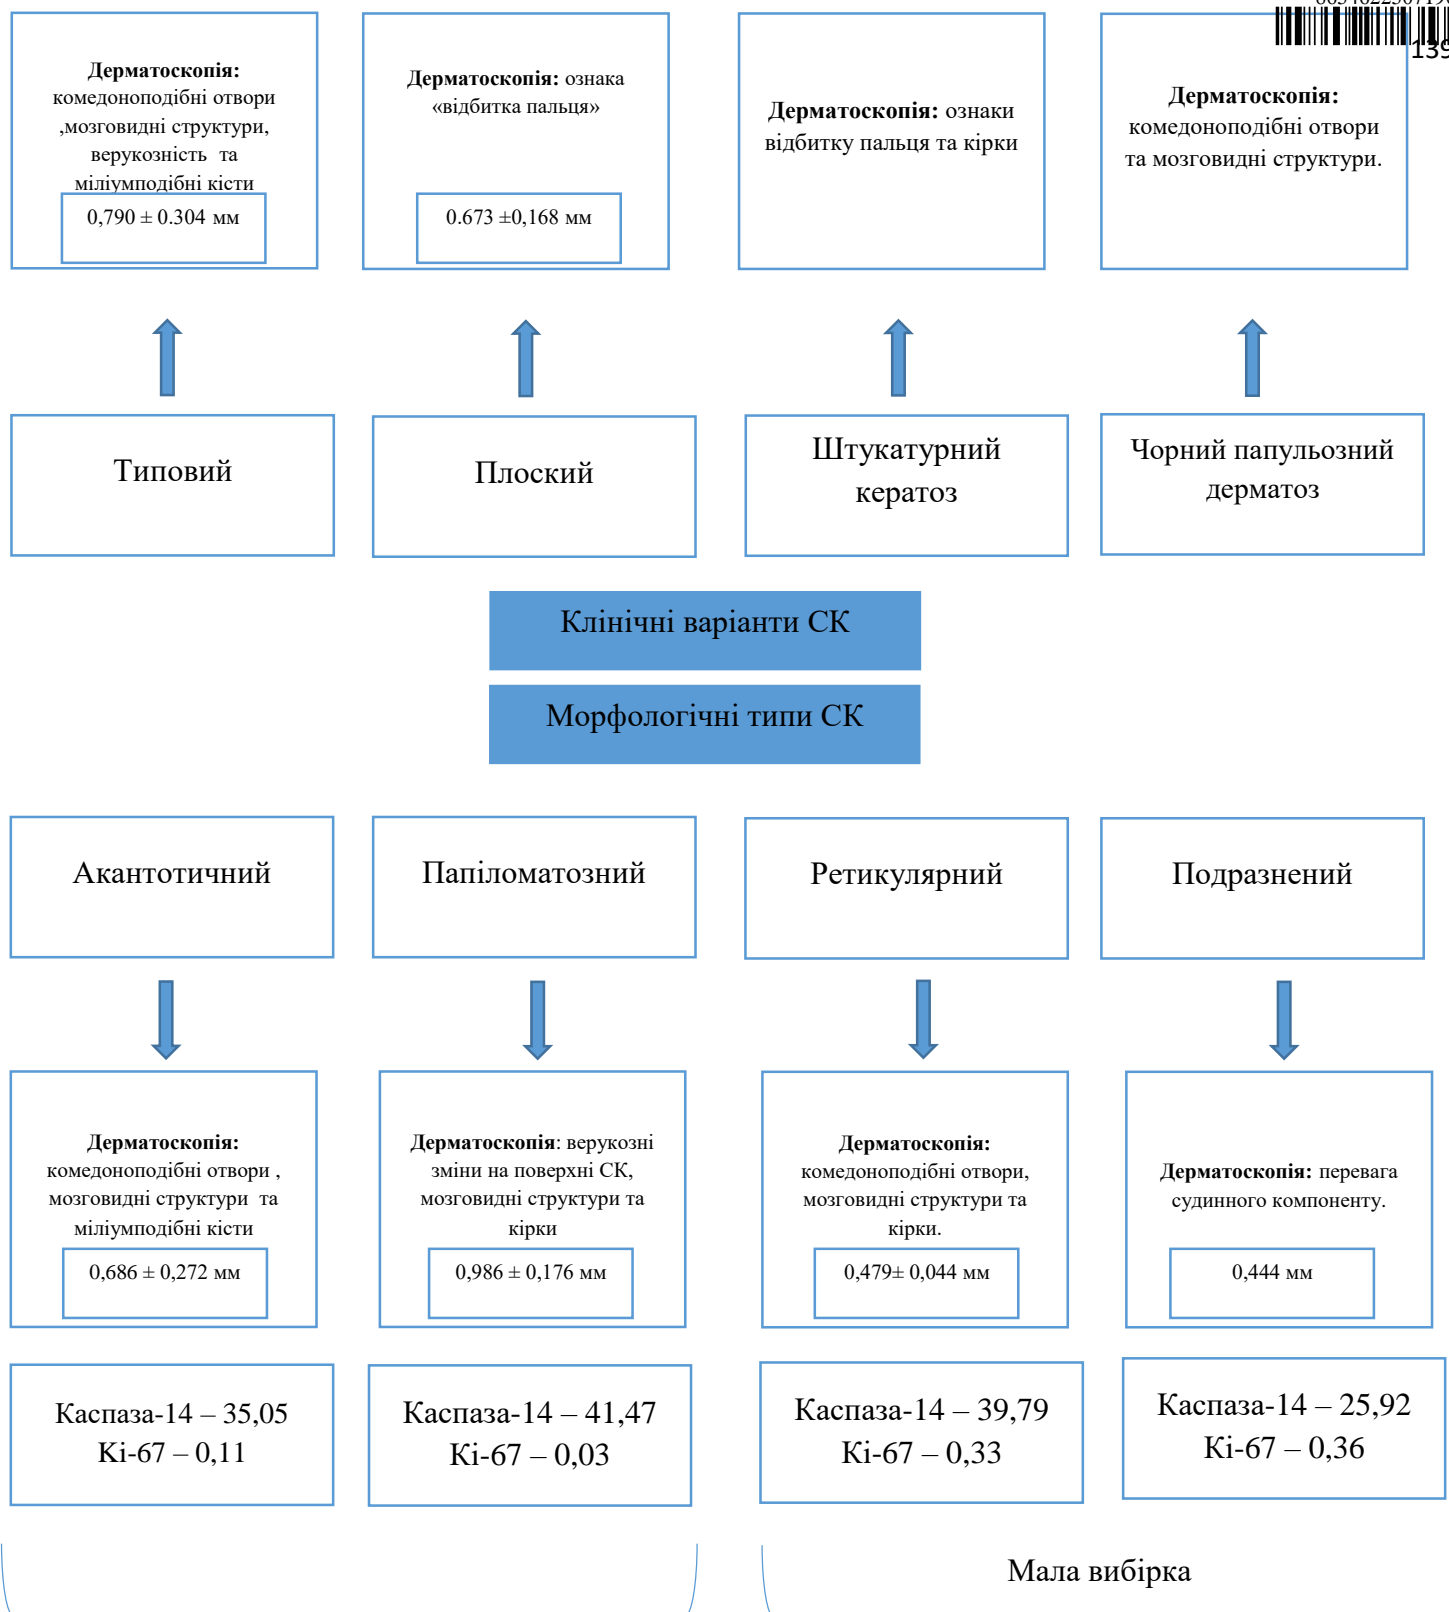 139
Дерматоскопія:
комедоноподібні отвори
,мозговидні структури,
верукозність та
міліумподібні кісти
0,790 ± 0.304 мм
Дерматоскопія: ознака
«відбитка пальця»
0.673 ±0,168 мм
Дерматоскопія: ознаки
відбитку пальця та кірки
Дерматоскопія:
комедоноподібні отвори
та мозговидні структури.
Типовий
Плоский
Штукатурний
кератоз
Чорний папульозний
дерматоз
Клінічні варіанти СК
Морфологічні типи СК
Акантотичний
Папіломатозний
Ретикулярний
Подразнений
Дерматоскопія:
комедоноподібні отвори ,
мозговидні структури та
міліумподібні кісти
0,686 ± 0,272 мм
Дерматоскопія: верукозні
зміни на поверхні СК,
мозговидні структури та
кірки
0,986 ± 0,176 мм
Дерматоскопія:
комедоноподібні отвори,
мозговидні структури та
кірки.
0,479± 0,044 мм
Дерматоскопія: перевага
судинного компоненту.
0,444 мм
Каспаза-14 – 35,05
Кі-67 – 0,11
Каспаза-14 – 41,47
Кі-67 – 0,03
Каспаза-14 – 39,79
Кі-67 – 0,33
Каспаза-14 – 25,92
Кі-67 – 0,36
Мала вибірка